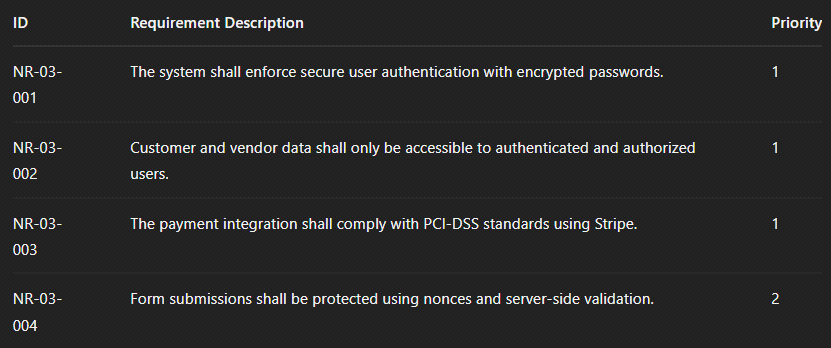 ID Requirement Description Priority
NR-03- The system shall enforce secure user authentication with encrypted passwords. 1
001
NR-03- Customer and vendor data shall only be accessible to authenticated and authorized 1
002 users.
NR-03- The payment integration shall comply with PCI-DSS standards using Stripe. 1
003
NR-03- Form submissions shall be protected using nonces and server-side validation. 2
004